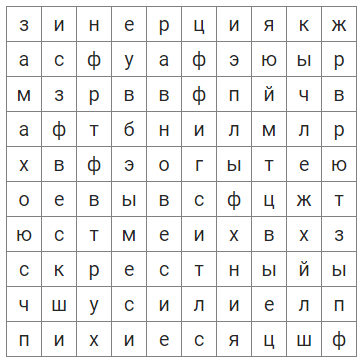 з и н е р ц и я к ж
а с ф у а ф э ю ы р
м з р в в ф п й ч в
а ф т б н и л м л р
х в ф э о г ы т е ю
о е в ы в с ф ц ж т
ю с т м е и х в х з
с к р е с т н ы й ы
ч ш у с и л и е л п
п и х и е с я ц ш ф